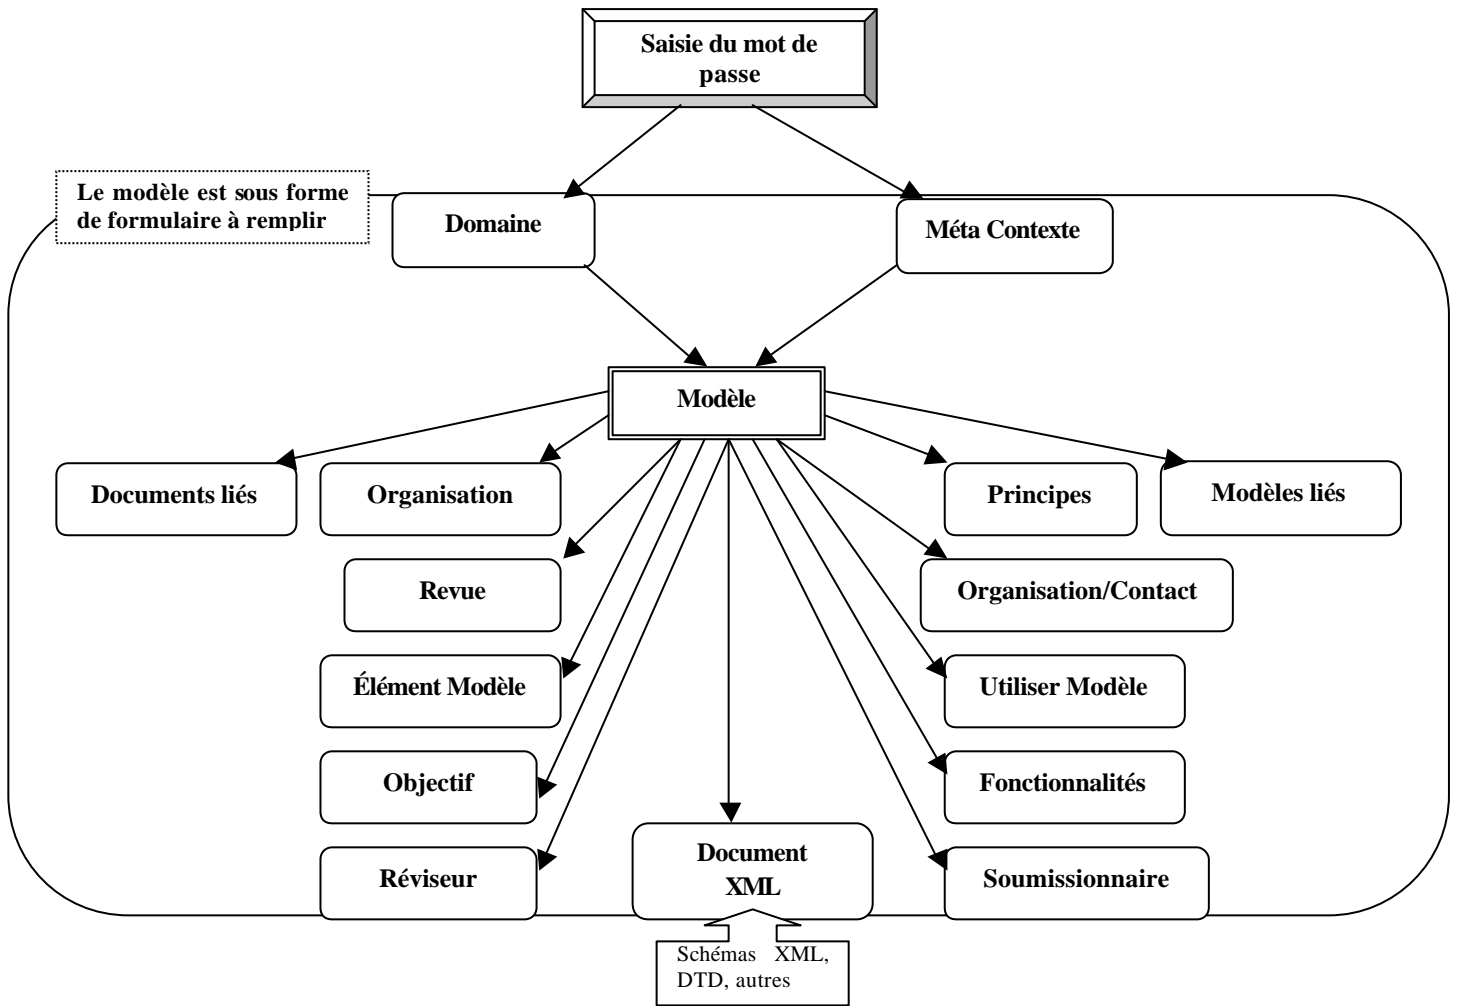 Saisie du mot de
passe
Le modèle est sous forme
de formulaire à remplir
Domaine
Méta Contexte
Modèle
Documents liés
Organisation
Principes
Modèles liés
Revue
Organisation/Contact
Élément Modèle
Utiliser Modèle
Objectif
Fonctionnalités
Réviseur
Document
XML
Soumissionnaire
Schémas XML,
DTD, autres